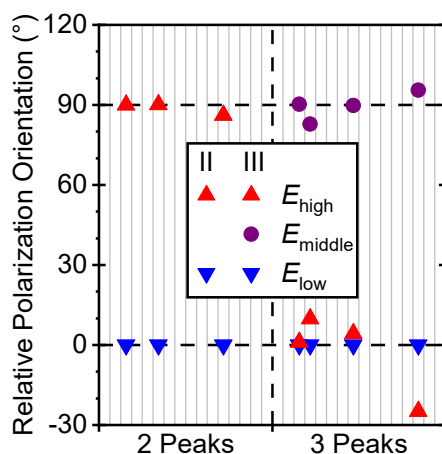 Relative Polarization Orientation (°)
120
90
60
30
0
-30
II III
E_high
E_middle
E_low
2 Peaks 3 Peaks